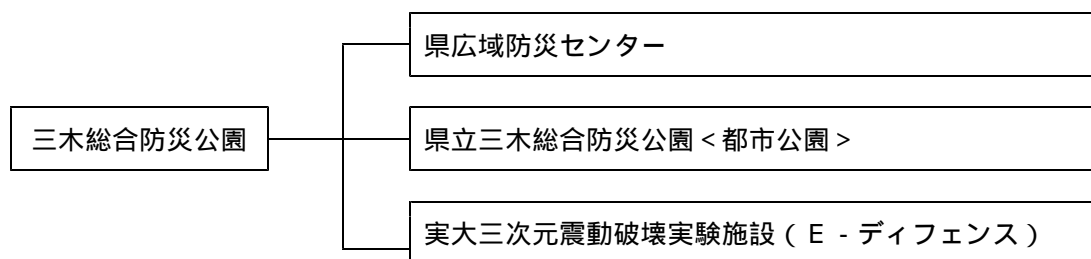 県広域防災センター
三木総合防災公園
県立三木総合防災公園＜都市公園＞
実大三次元震動破壊実験施設（Ｅ－ディフェンス）